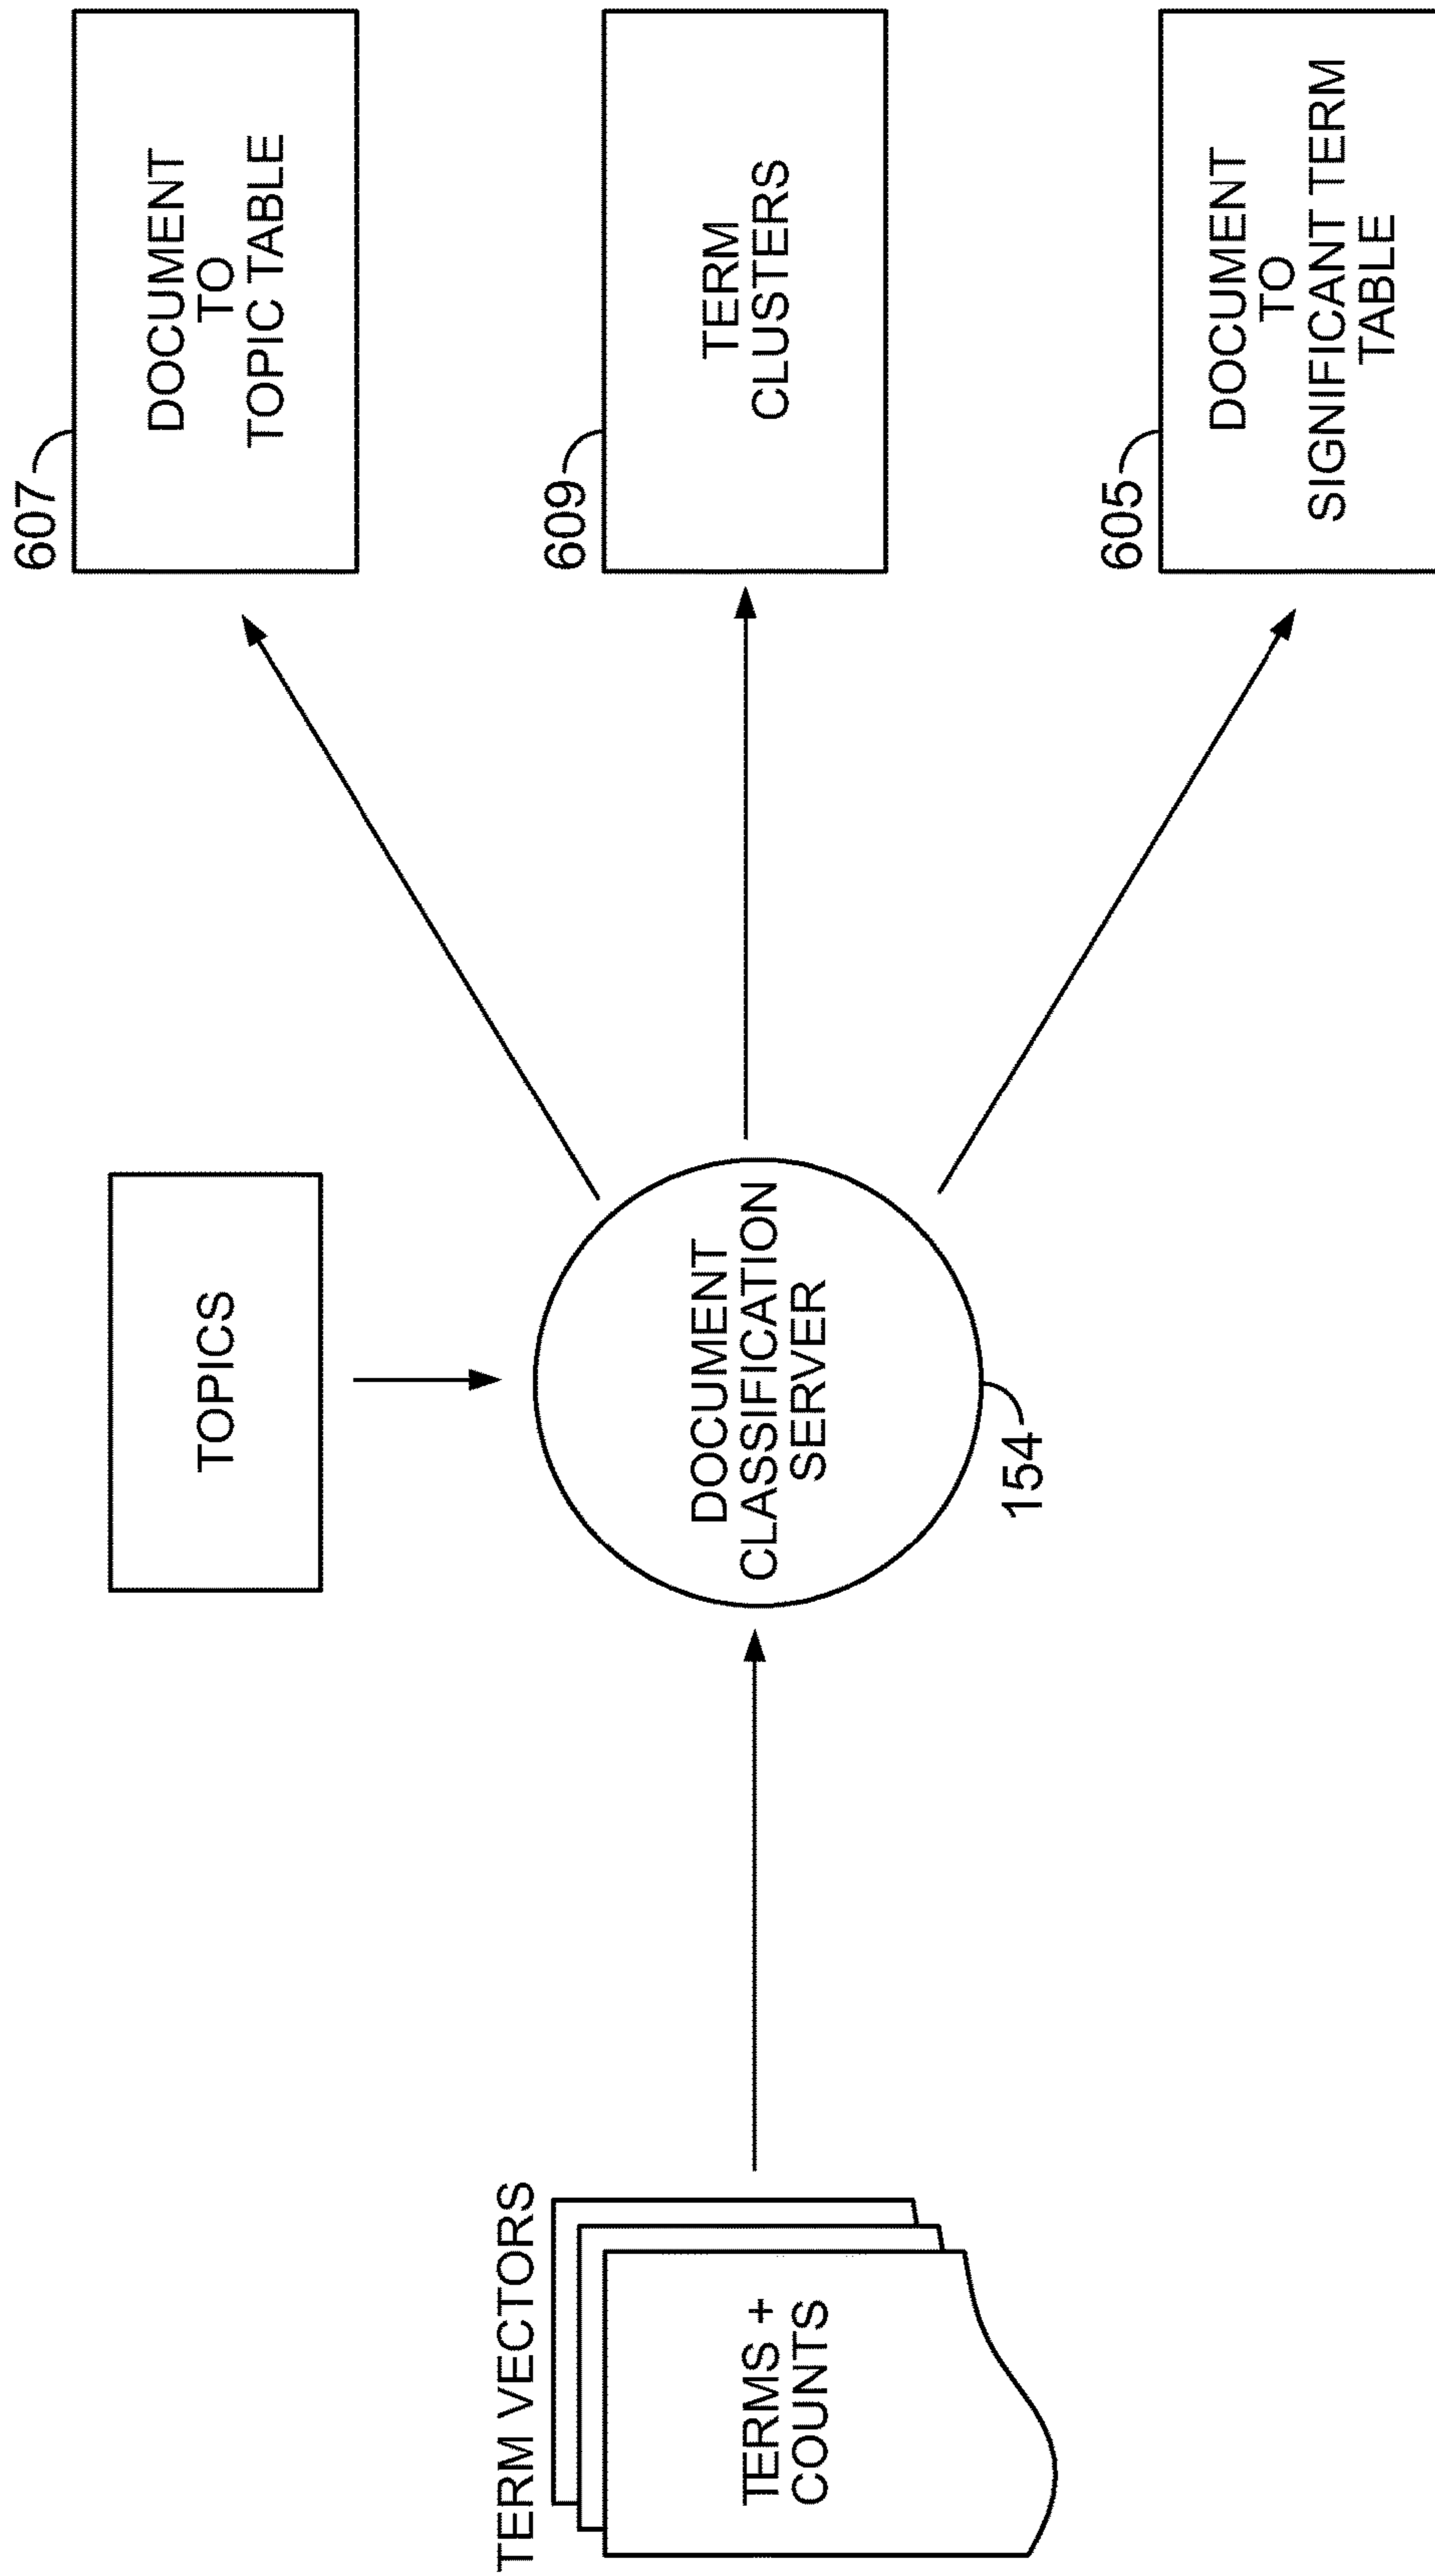 TERM VECTORS
TERMS +
COUNTS
TOPICS
DOCUMENT
CLASSIFICATION
SERVER
154
607
DOCUMENT
TO
TOPIC TABLE
609
TERM
CLUSTERS
605
DOCUMENT
TO
SIGNIFICANT TERM
TABLE